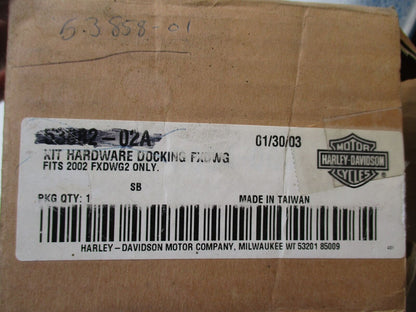 53858-01
02A
01/30/03
KIT HARDWARE DOCKING FXDWG
FITS 2002 FXDWG2 ONLY.
MOTOR
HARLEY-DAVIDSON
CYCLES
®
SB
PKG QTY: 1
MADE IN TAIWAN
HARLEY-DAVIDSON MOTOR COMPANY, MILWAUKEE WI 53201 85009